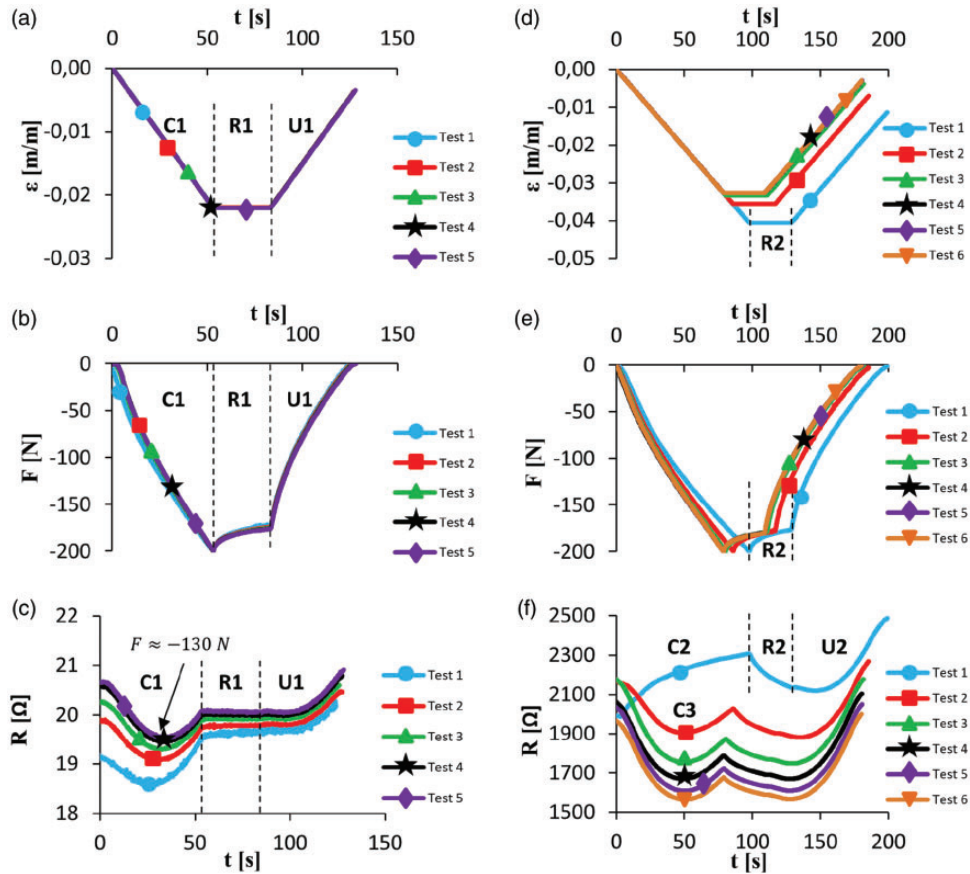 (a)
t [s]
0 50 100 150
0,00
-0,01
-0,02
-0,03
ε [m/m]
C1 R1 U1
Test 1
Test 2
Test 3
Test 4
Test 5
(d)
t [s]
0 50 100 150 200
0,00
-0,01
-0,02
-0,03
-0,04
-0,05
ε [m/m]
R2
Test 1
Test 2
Test 3
Test 4
Test 5
Test 6
(b)
t [s]
0 50 100 150
0
-50
-100
-150
-200
F [N]
C1 R1 U1
Test 1
Test 2
Test 3
Test 4
Test 5
(e)
t [s]
0 50 100 150 200
0
-50
-100
-150
-200
F [N]
R2
Test 1
Test 2
Test 3
Test 4
Test 5
Test 6
(c)
22
21
20
19
18
R [Ω]
F ≈ −130 N
C1 R1 U1
0 50 100 150
t [s]
Test 1
Test 2
Test 3
Test 4
Test 5
(f)
2500
2300
2100
1900
1700
1500
R [Ω]
C2 R2 U2
C3
0 50 100 150 200
t [s]
Test 1
Test 2
Test 3
Test 4
Test 5
Test 6